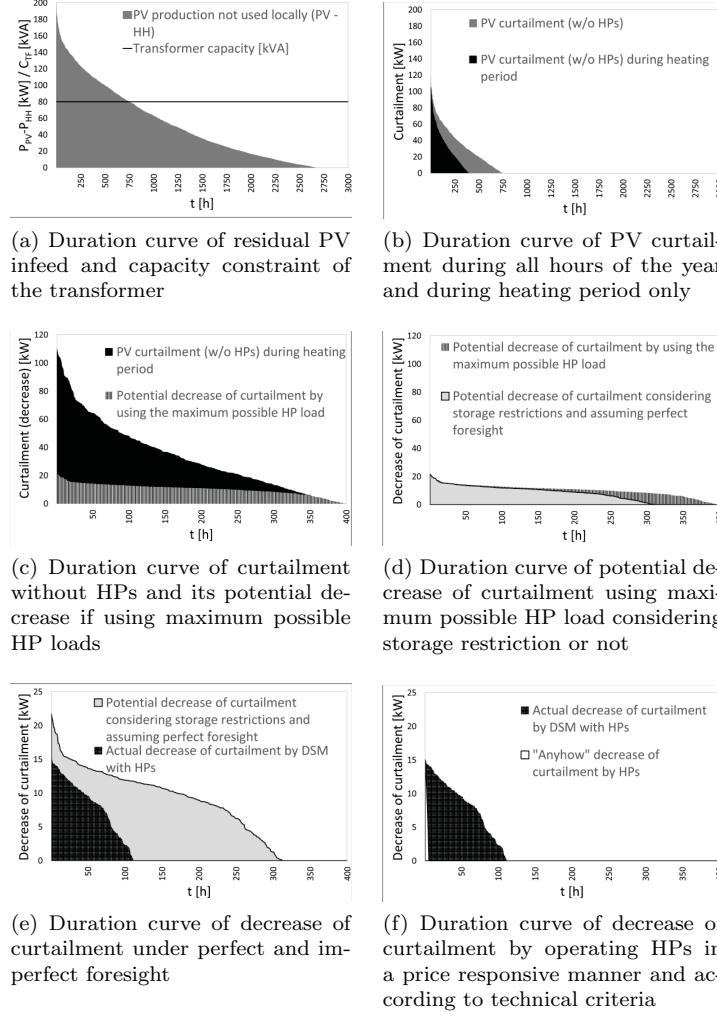 200
180
160
140
120
100
80
60
40
20
0
P_PV-P_HH [kW] / C_TF [kVA]
PV production not used locally (PV -
HH)
Transformer capacity [kVA]
250
500
750
1000
1250
1500
1750
2000
2250
2500
2750
3000
t [h]
200
180
160
140
120
100
80
60
40
20
0
Curtailment [kW]
PV curtailment (w/o HPs)
PV curtailment (w/o HPs) during heating
period
250
500
750
1000
1250
1500
1750
2000
2250
2500
2750
t [h]
(a) Duration curve of residual PV
infeed and capacity constraint of
the transformer
(b) Duration curve of PV curtail-
ment during all hours of the year
and during heating period only
120
100
80
60
40
20
0
Curtailment (decrease) [kW]
PV curtailment (w/o HPs) during heating
period
Potential decrease of curtailment by
using the maximum possible HP load
50
100
150
200
250
300
350
400
t [h]
120
100
80
60
40
20
0
Decrease of curtailment [kW]
Potential decrease of curtailment by using the
maximum possible HP load
Potential decrease of curtailment considering
storage restrictions and assuming perfect
foresight
50
100
150
200
250
300
350
400
t [h]
(c) Duration curve of curtailment
without HPs and its potential de-
crease if using maximum possible
HP loads
(d) Duration curve of potential de-
crease of curtailment using maxi-
mum possible HP load considering
storage restriction or not
25
20
15
10
5
0
Decrease of curtailment [kW]
Potential decrease of curtailment
considering storage restrictions and
assuming perfect foresight
Actual decrease of curtailment by DSM
with HPs
50
100
150
200
250
300
350
400
t [h]
25
20
15
10
5
0
Decrease of curtailment [kW]
Actual decrease of curtailment
by DSM with HPs
"Anyhow" decrease of
curtailment by HPs
50
100
150
200
250
300
350
t [h]
(e) Duration curve of decrease of
curtailment under perfect and im-
perfect foresight
(f) Duration curve of decrease of
curtailment by operating HPs in
a price responsive manner and ac-
cording to technical criteria